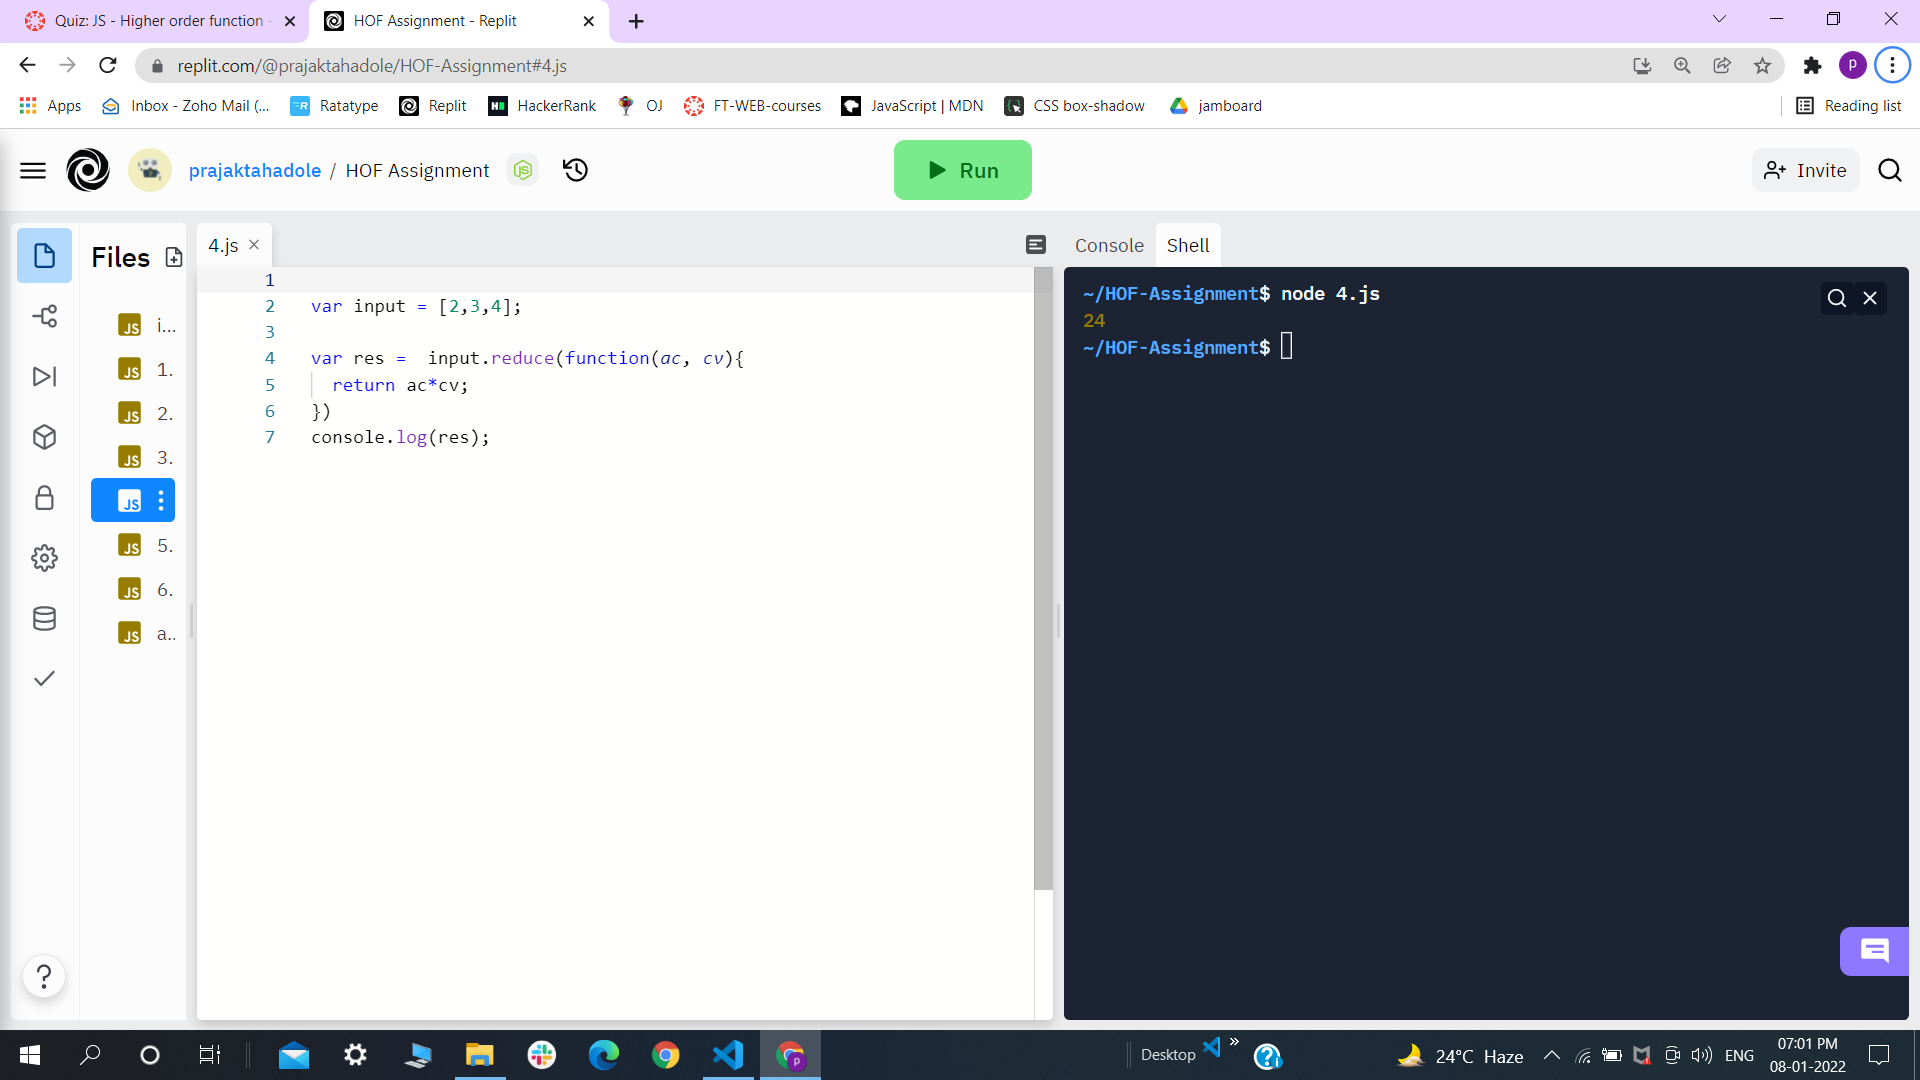 Quiz: JS - Higher order function -
HOF Assignment - Replit
replit.com/@prajaktahadole/HOF-Assignment#4.js
P
Apps
Inbox - Zoho Mail (...
Ratatype
Replit
HackerRank
OJ
FT-WEB-courses
JavaScript | MDN
CSS box-shadow
jamboard
Reading list
prajaktahadole / HOF Assignment
Run
Invite
Files
4.js
Console
Shell
JS i...
JS 1.
JS 2.
JS 3.
JS
JS 5.
JS 6.
JS a..
1
2 var input = [2,3,4];
3
4 var res =  input.reduce(function(ac, cv){
5   return ac*cv;
6 })
7 console.log(res);
~/HOF-Assignment$ node 4.js
24
~/HOF-Assignment$
?
Desktop
»
24°C Haze
ENG
07:01 PM
08-01-2022